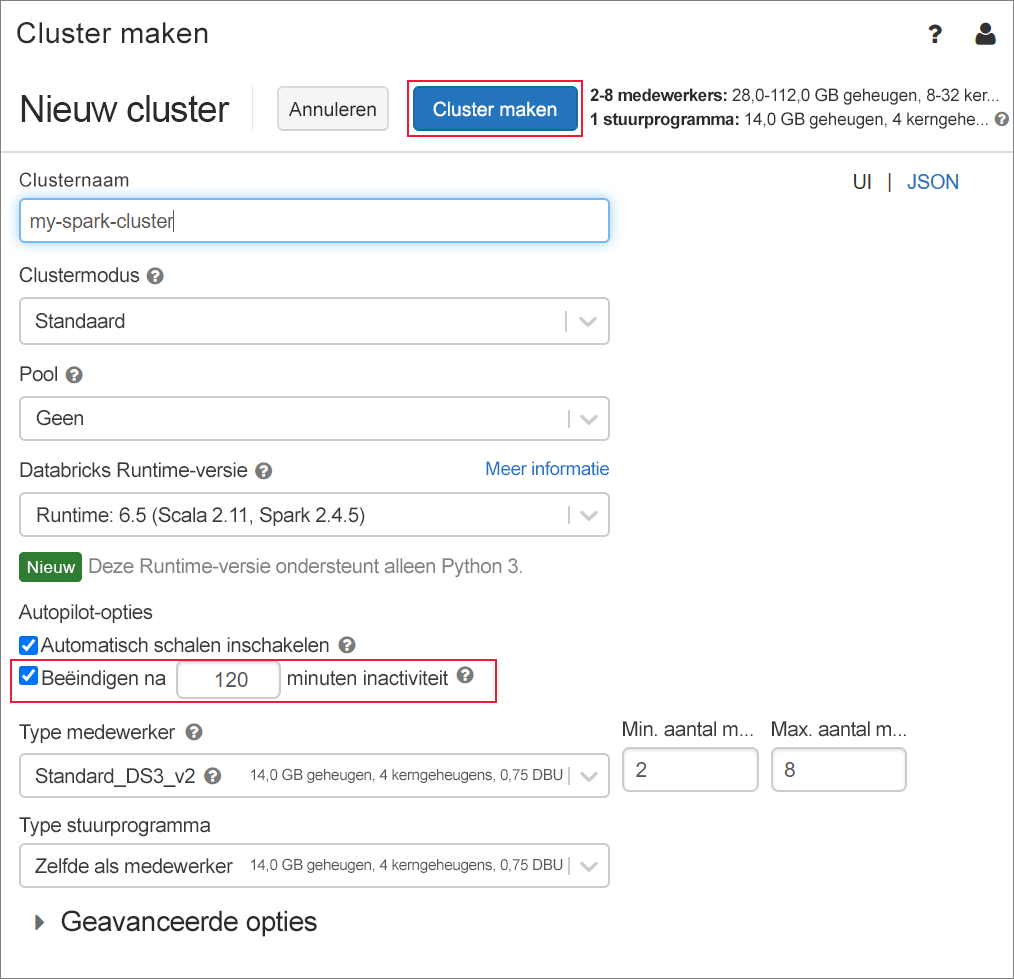 Cluster maken
?
Nieuw cluster
Annuleren
Cluster maken
2-8 medewerkers: 28,0-112,0 GB geheugen, 8-32 ker...
1 stuurprogramma: 14,0 GB geheugen, 4 kerngehe... ?
Clusternaam
UI | JSON
my-spark-cluster
Clustermodus ?
Standaard
Pool ?
Geen
Databricks Runtime-versie ?
Meer informatie
Runtime: 6.5 (Scala 2.11, Spark 2.4.5)
Nieuw Deze Runtime-versie ondersteunt alleen Python 3.
Autopilot-opties
Automatisch schalen inschakelen ?
Beëindigen na 120 minuten inactiviteit ?
Type medewerker ?
Min. aantal m...
Max. aantal m...
Standard_DS3_v2 ? 14,0 GB geheugen, 4 kerngeheugens, 0,75 DBU
2
8
Type stuurprogramma
Zelfde als medewerker 14,0 GB geheugen, 4 kerngeheugens, 0,75 DBU
Geavanceerde opties